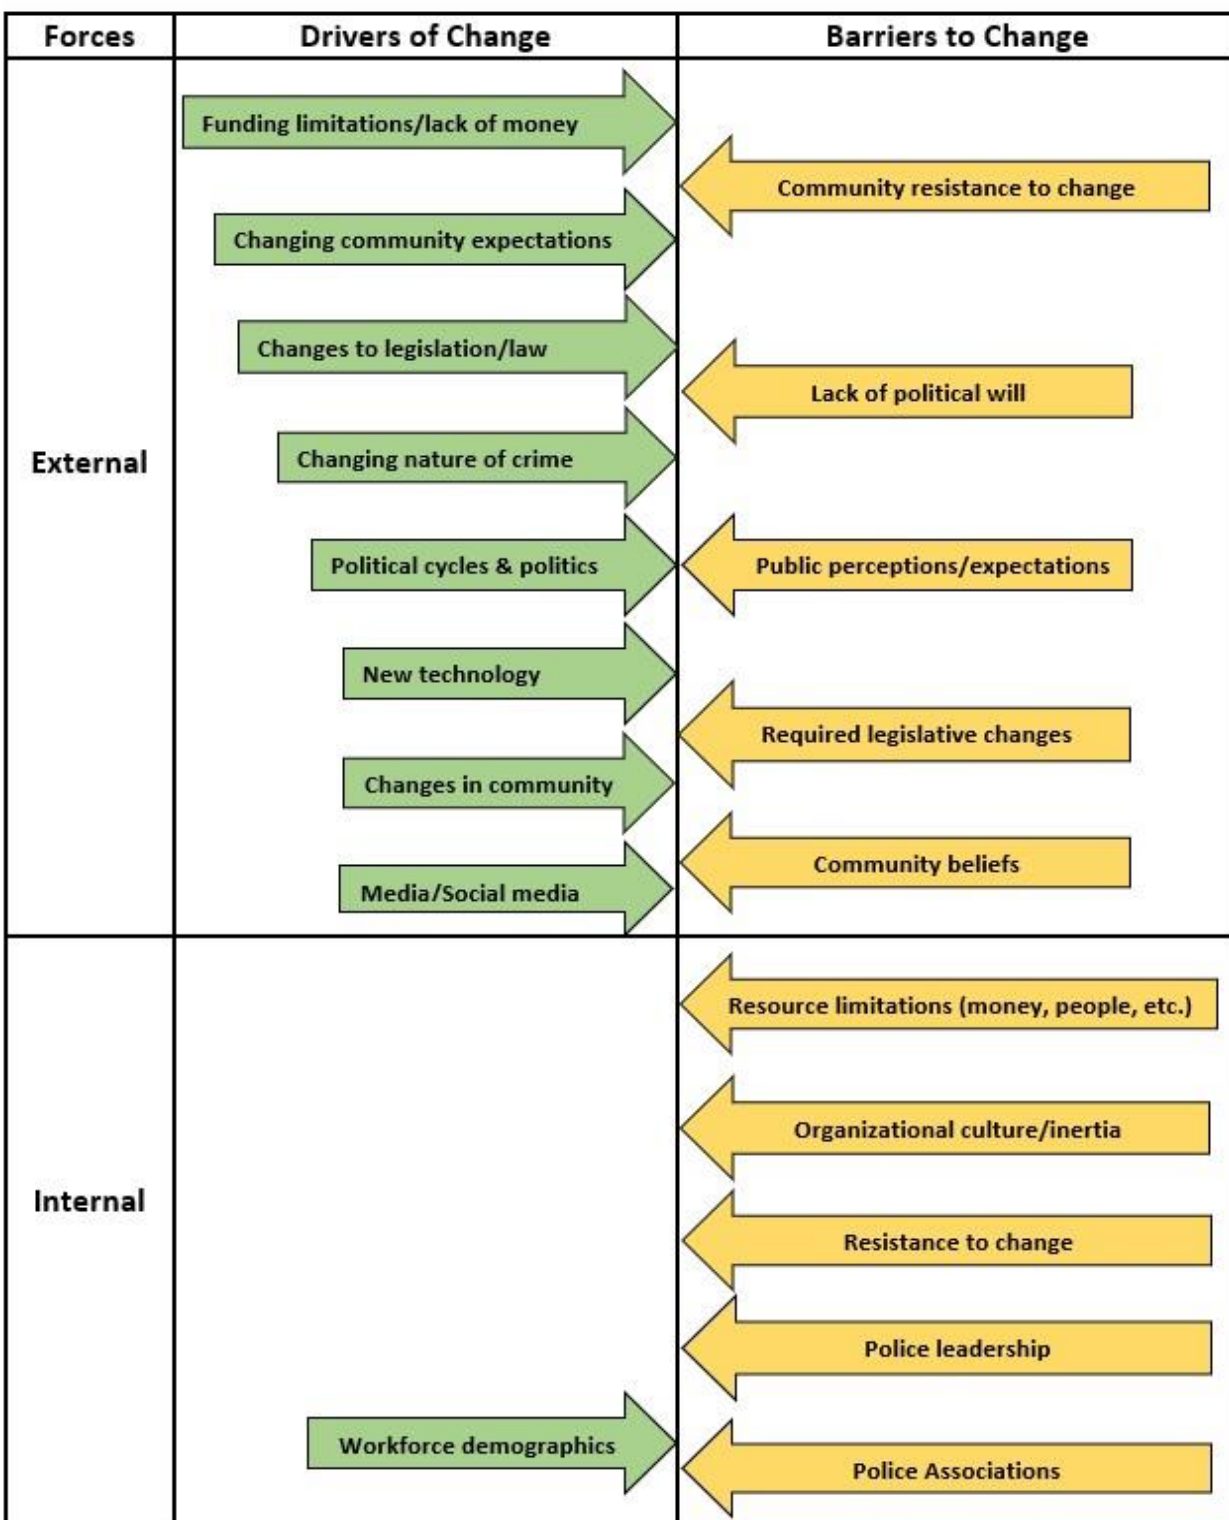 Forces
Drivers of Change
Barriers to Change
External
Funding limitations/lack of money
Community resistance to change
Changing community expectations
Changes to legislation/law
Lack of political will
Changing nature of crime
Political cycles & politics
Public perceptions/expectations
New technology
Required legislative changes
Changes in community
Community beliefs
Media/Social media
Internal
Resource limitations (money, people, etc.)
Organizational culture/inertia
Resistance to change
Police leadership
Workforce demographics
Police Associations